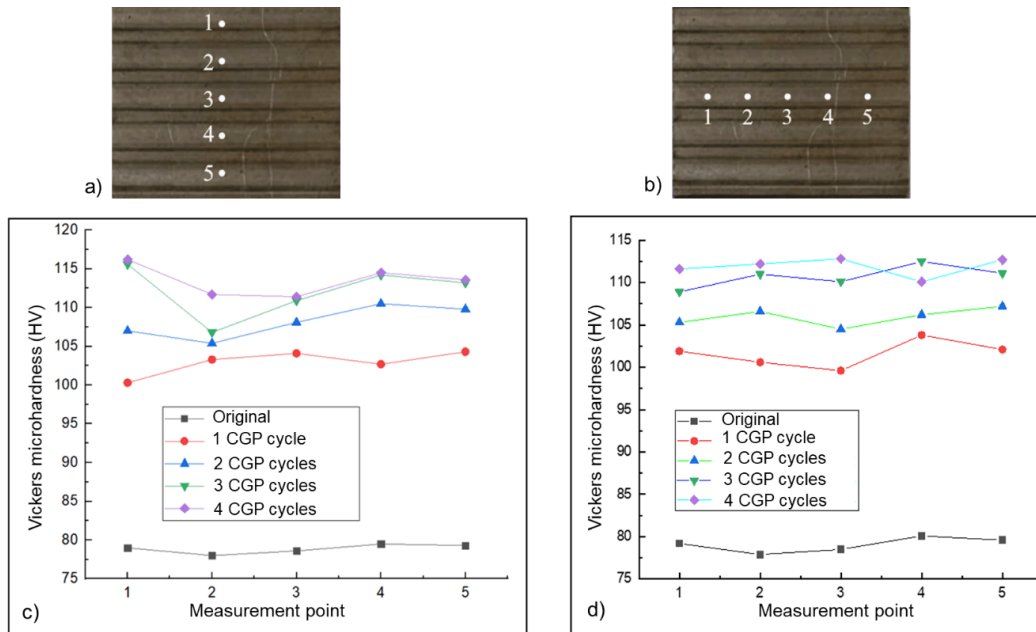 1
2
3
4
5
a)
1 2 3 4 5
b)
120
115
110
105
100
95
90
85
80
75
Vickers microhardness (HV)
Original
1 CGP cycle
2 CGP cycles
3 CGP cycles
4 CGP cycles
1 2 3 4 5
Measurement point
c)
115
110
105
100
95
90
85
80
75
Vickers microhardness (HV)
Original
1 CGP cycle
2 CGP cycles
3 CGP cycles
4 CGP cycles
1 2 3 4 5
Measurement point
d)